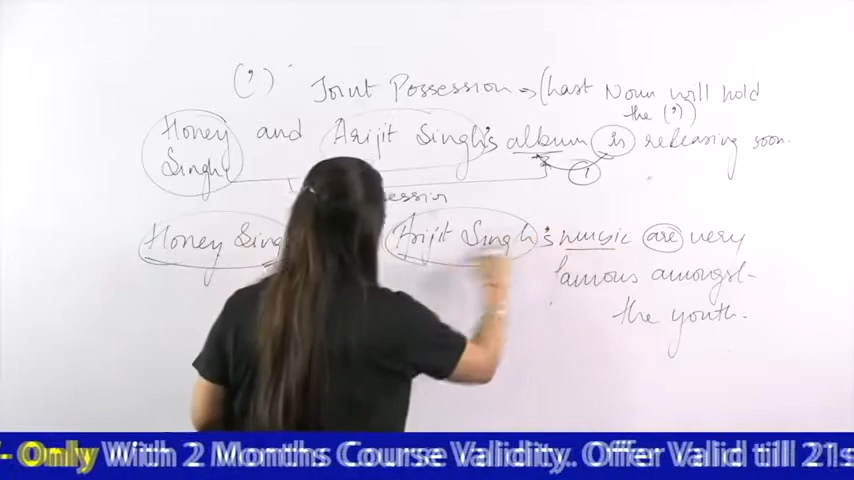 (') Joint Possession → (Last Noun will hold
the (')
Honey Singh and Arijit Singh's album is releasing soon.
1
Honey Arijit Singh's music are very
famous amongst
the youth.
- Only With 2 Months Course Validity. Offer Valid till 21s